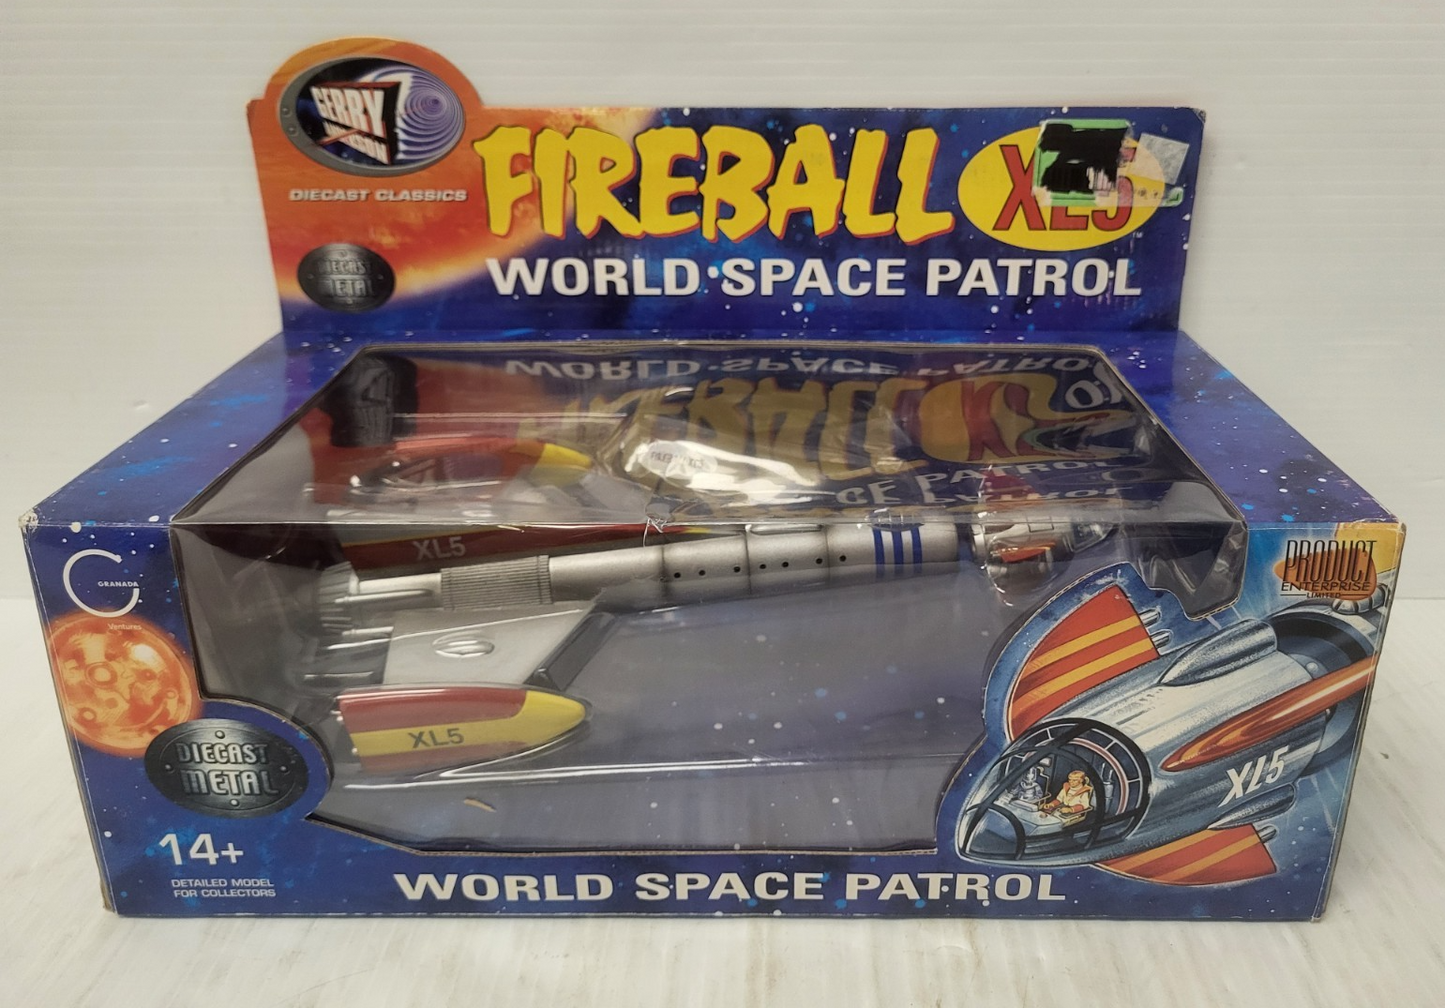 GERRY
ANDERSON
DIECAST CLASSICS
FIREBALL XL5
DIECAST
METAL
WORLD•SPACE PATROL
XL5
GRANADA
Ventures
PRODUCT
ENTERPRISE
LIMITED
XL5
XL5
DIECAST
METAL
14+
DETAILED MODEL
FOR COLLECTORS
WORLD SPACE PATROL